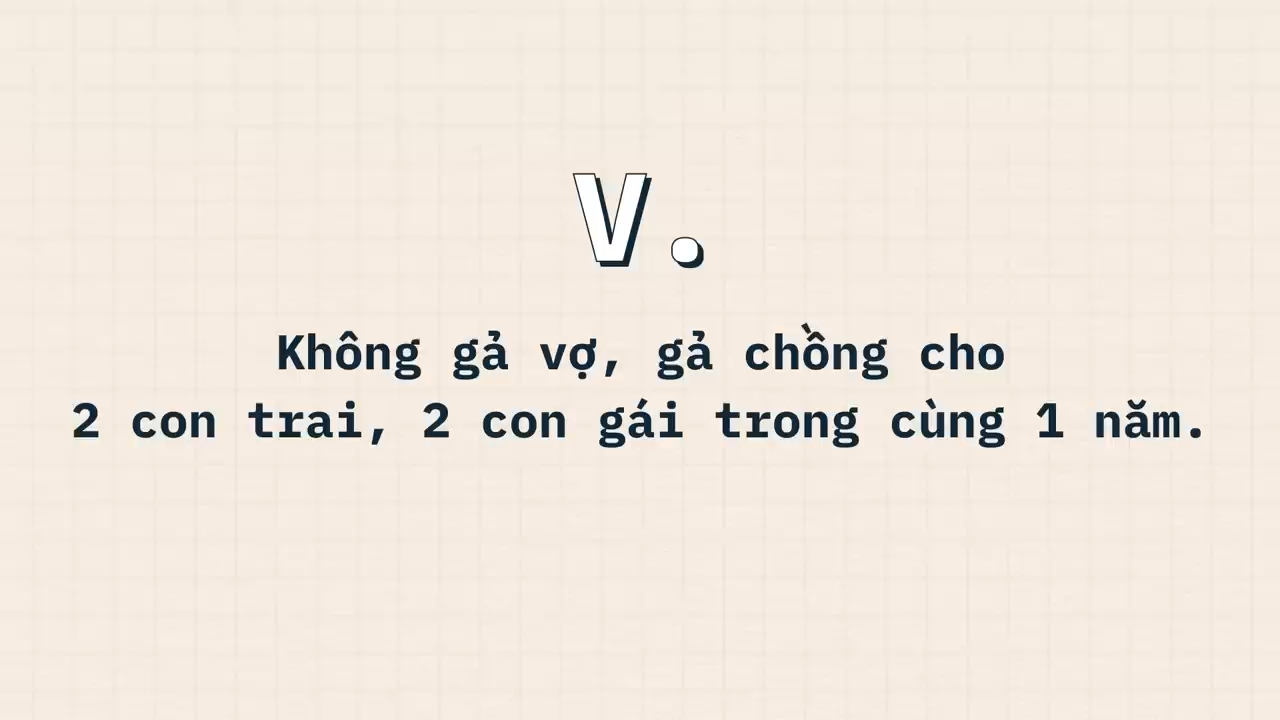 V.
Không gả vợ, gả chồng cho
2 con trai, 2 con gái trong cùng 1 năm.